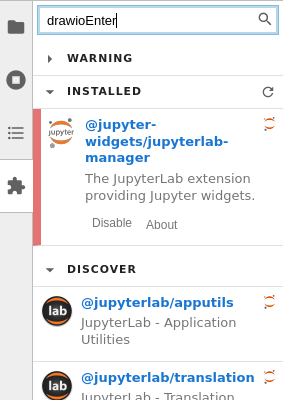 drawioEnter
WARNING
INSTALLED
@jupyter-
widgets/jupyterlab-
manager
jupyter
The JupyterLab extension
providing Jupyter widgets.
Disable About
DISCOVER
lab
@jupyterlab/apputils
JupyterLab - Application
Utilities
lab
@jupyterlab/translation
JupyterLab - Translation